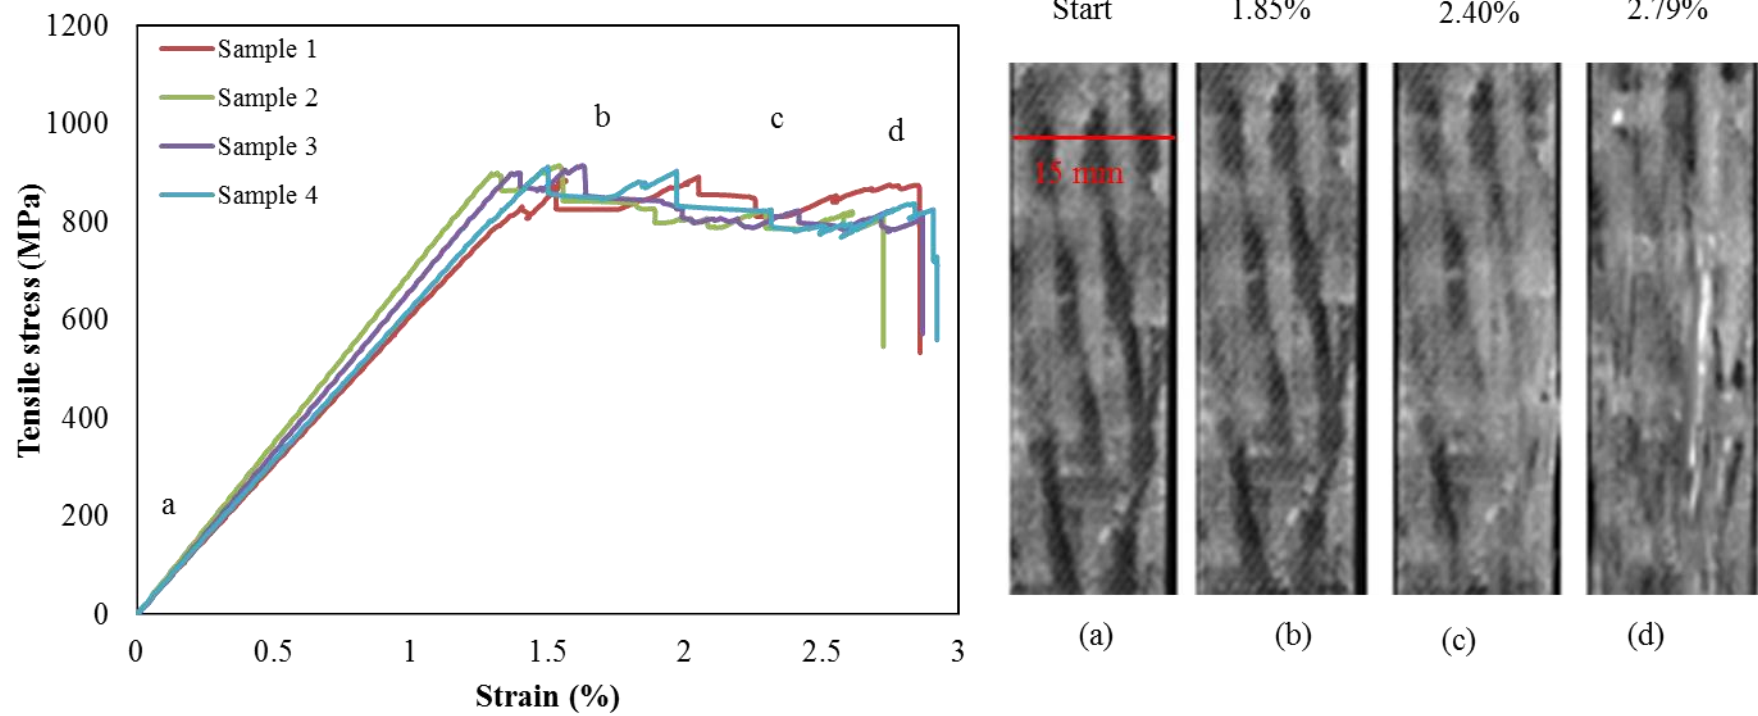 1200
1000
800
600
400
200
0
Tensile stress (MPa)
Sample 1
Sample 2
Sample 3
Sample 4
a
b
c
d
0
0.5
1
1.5
2
2.5
3
Strain (%)
Start
1.85%
2.40%
2.79%
15 mm
(a)
(b)
(c)
(d)